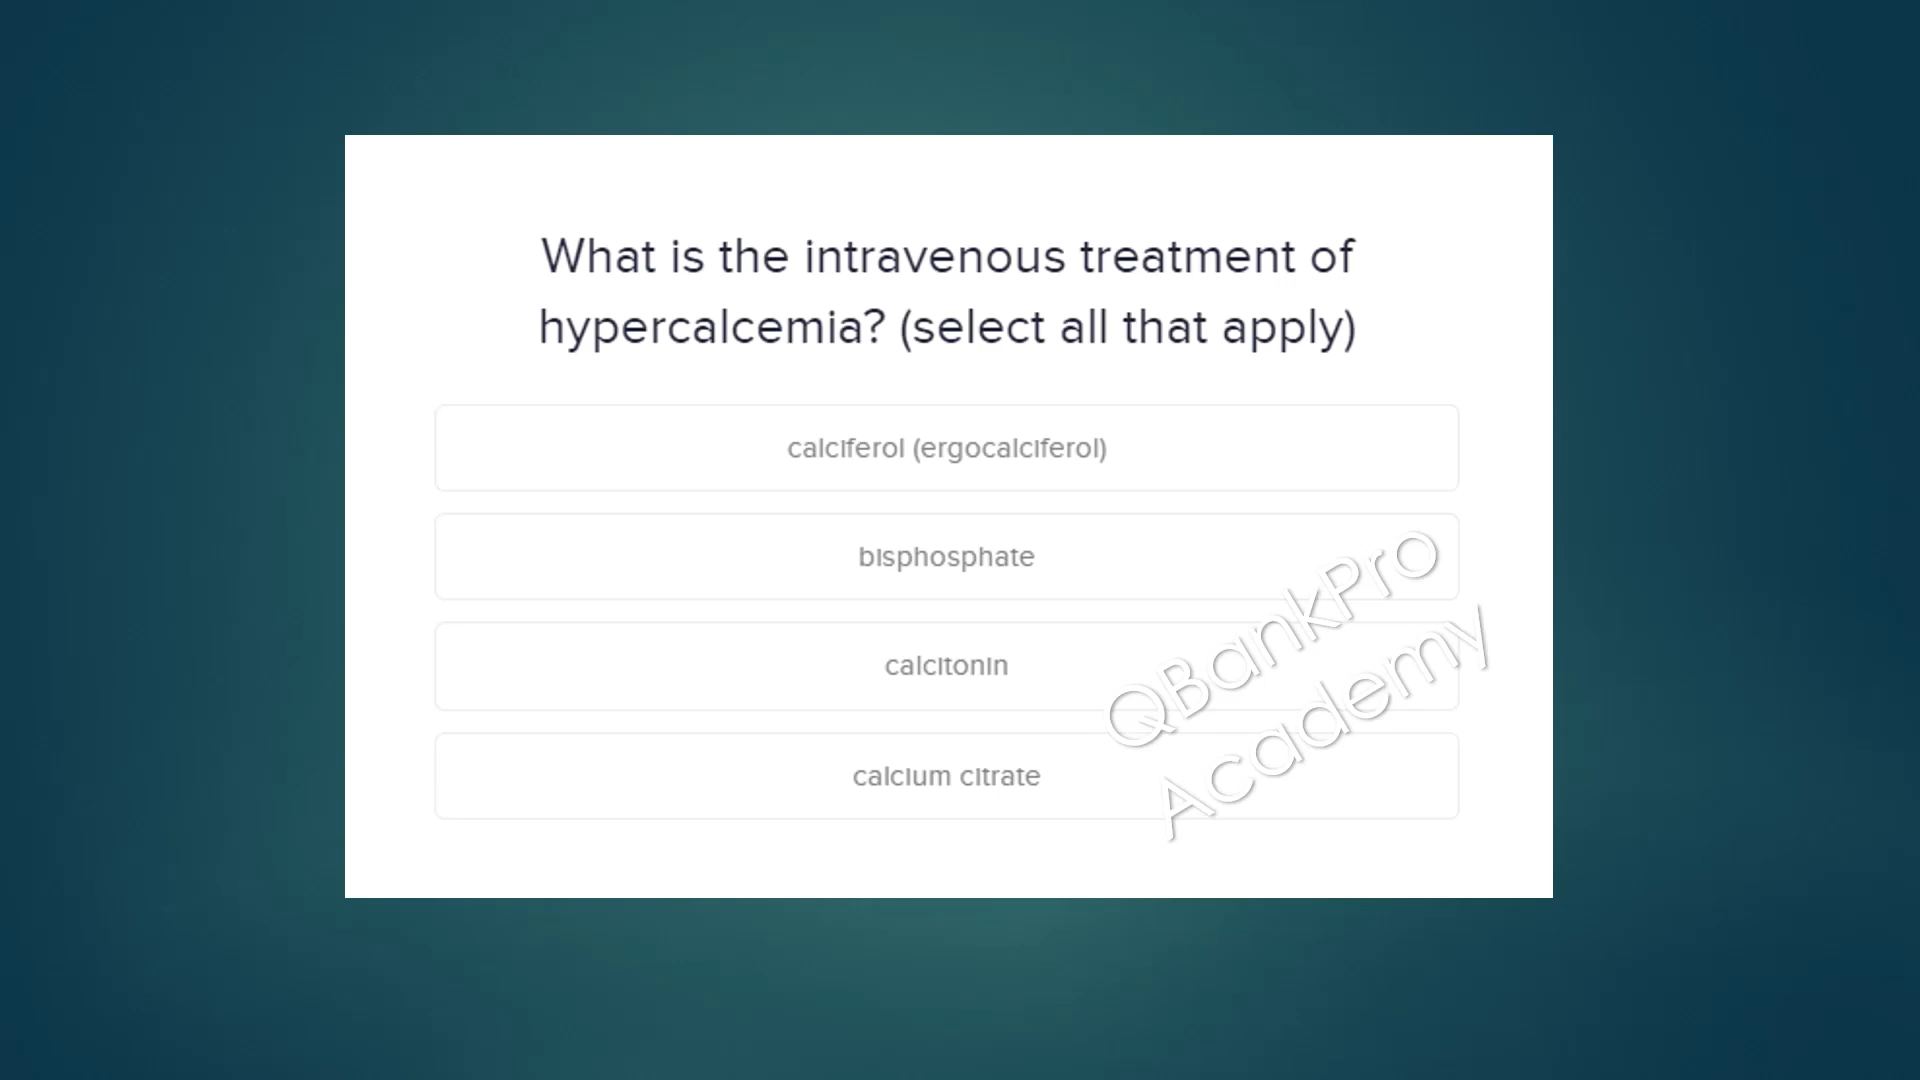 What is the intravenous treatment of
hypercalcemia? (select all that apply)
calciferol (ergocalciferol)
bisphosphate
calcitonin
calcium citrate
QBankPro
Academy